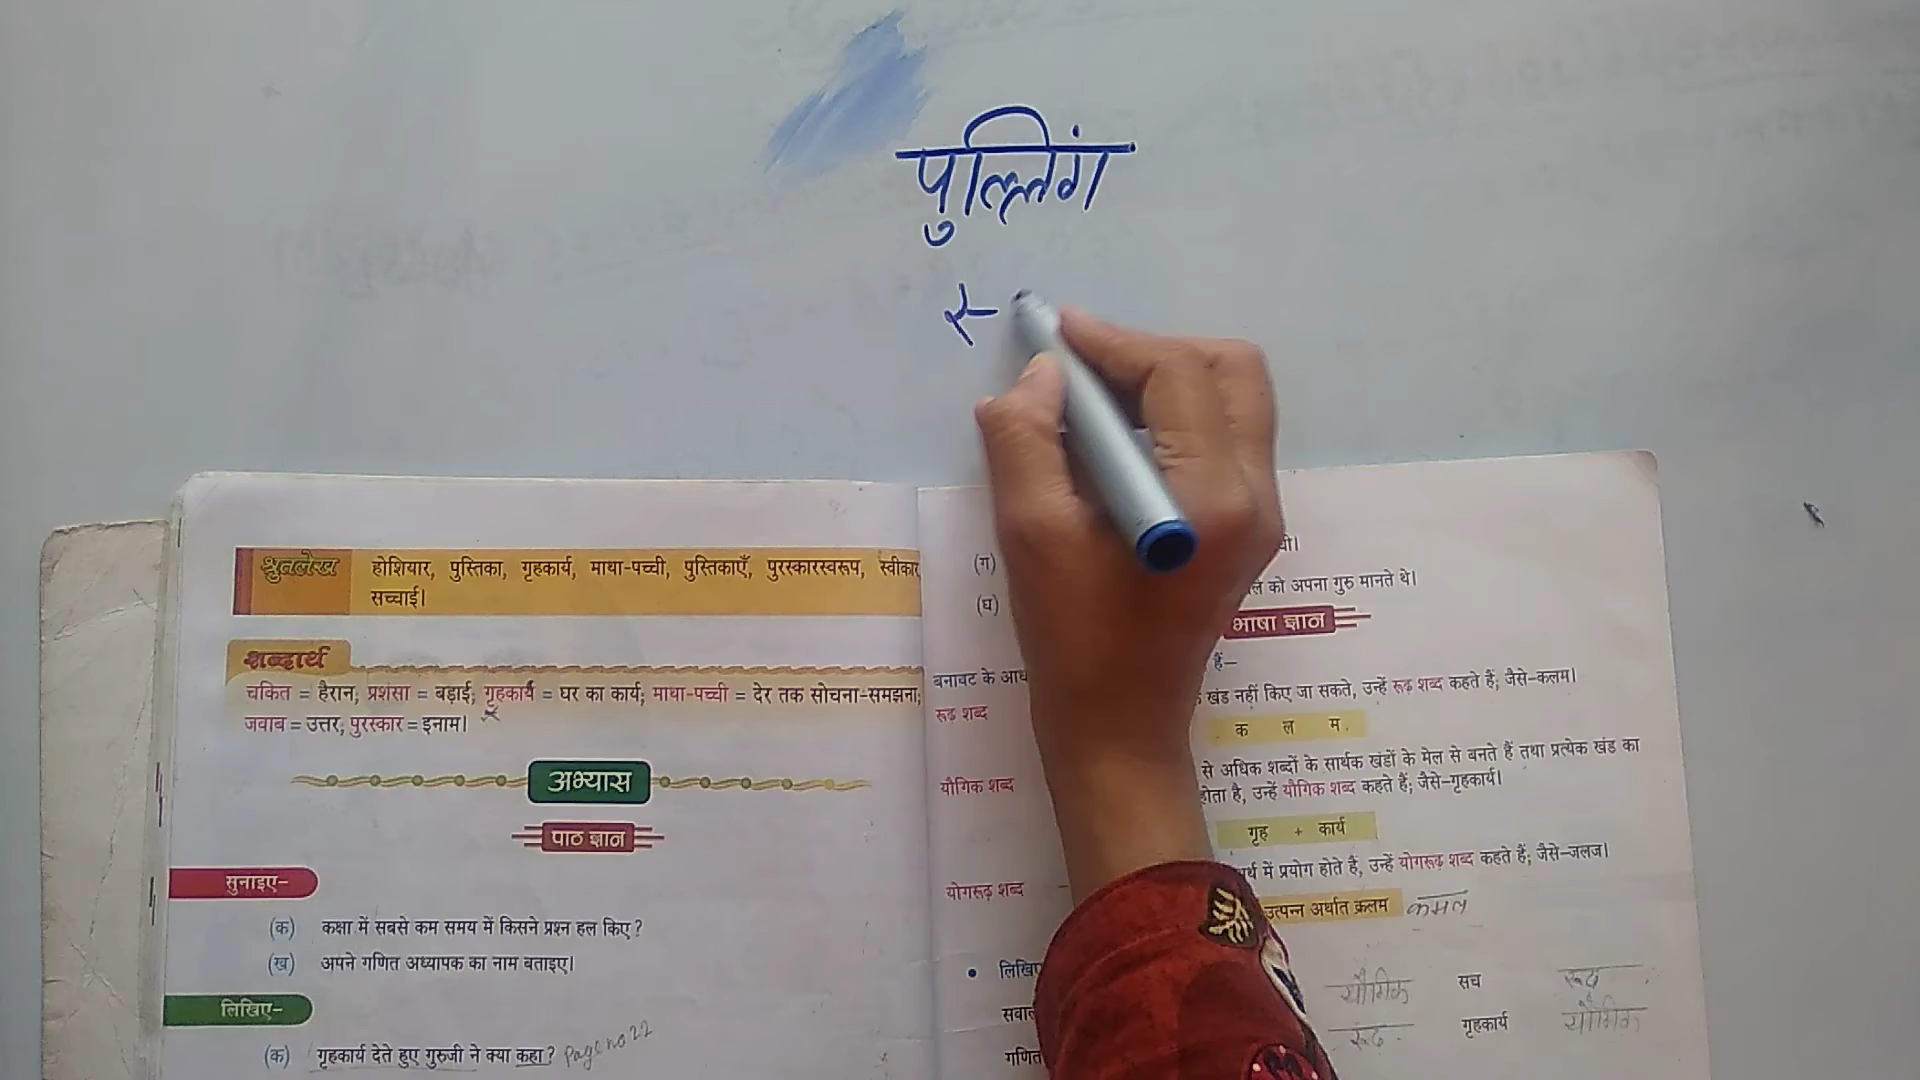 पुल्लिंग
श्रुतलेख होशियार, पुस्तिका, गृहकार्य, माथा-पच्ची, पुस्तिकाएँ, पुरस्कारस्वरूप, स्वीकार,
सच्चाई।
शब्दार्थ
चकित = हैरान; प्रशंसा = बड़ाई; गृहकार्य = घर का कार्य; माथा-पच्ची = देर तक सोचना-समझना;
जवाब = उत्तर; पुरस्कार = इनाम।
अभ्यास
पाठ ज्ञान
सुनाइए–
(क) कक्षा में सबसे कम समय में किसने प्रश्न हल किए?
(ख) अपने गणित अध्यापक का नाम बताइए।
लिखिए–
(क) गृहकार्य देते हुए गुरुजी ने क्या कहा? Page no 22
(ग)
(घ) को अपना गुरु मानते थे।
भाषा ज्ञान
बनावट के हैं–
रूढ़ शब्द खंड नहीं किए जा सकते, उन्हें रूढ़ शब्द कहते हैं; जैसे–कलम।
क ल म
से अधिक शब्दों के सार्थक खंडों के मेल से बनते हैं तथा प्रत्येक खंड का
यौगिक शब्द होता है, उन्हें यौगिक शब्द कहते हैं; जैसे–गृहकार्य।
गृह + कार्य
योगरूढ़ शब्द – अर्थ में प्रयोग होते हैं, उन्हें योगरूढ़ शब्द कहते हैं; जैसे–जलज।
उत्पन्न अर्थात क्रलम कमल
• यौगिक सच रूढ़
रूढ़ गृहकार्य यौगिक
गणित